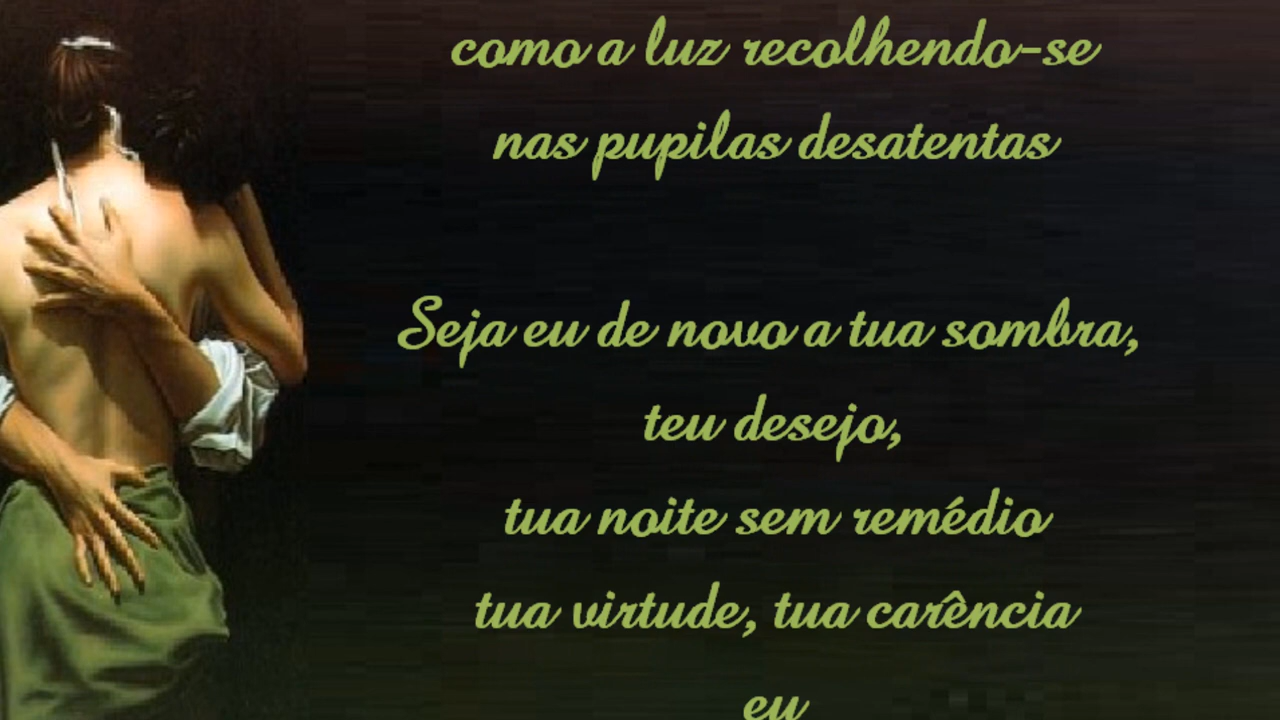 como a luz recolhendo-se
nas pupilas desatentas
Seja eu de novo a tua sombra,
teu desejo,
tua noite sem remédio
tua virtude, tua carência
eu